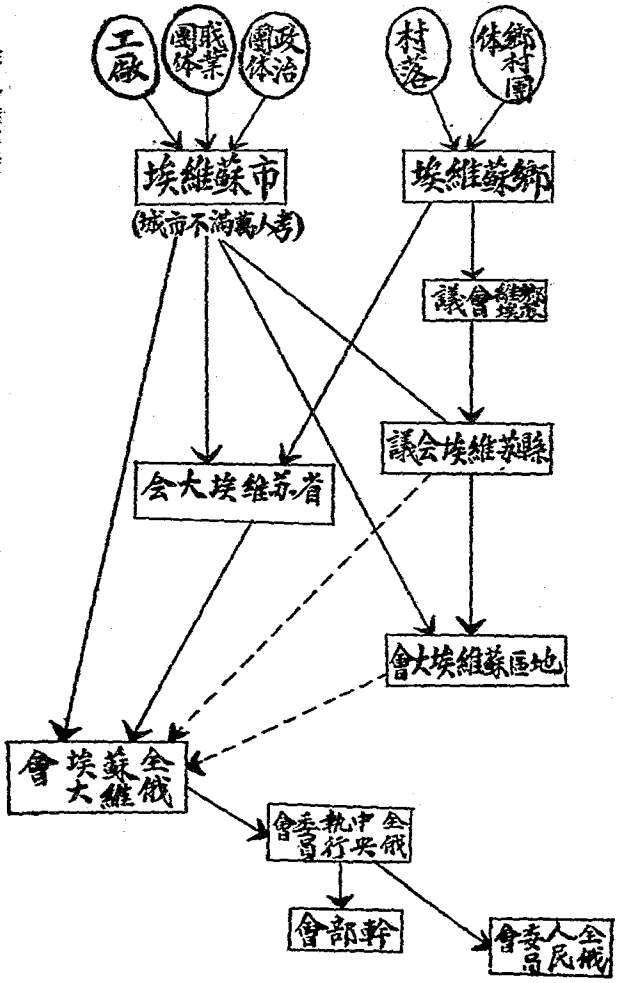 工廠
職業團体
政治團体
村落
鄉村團体
市蘇維埃
(城市不滿萬人考)
鄉蘇維埃
鄉蘇維埃會議
縣苏維埃会議
省苏維埃大会
地區蘇維埃大會
全俄蘇維埃大會
全俄中央執行委員會
幹部會
全俄人民委員會